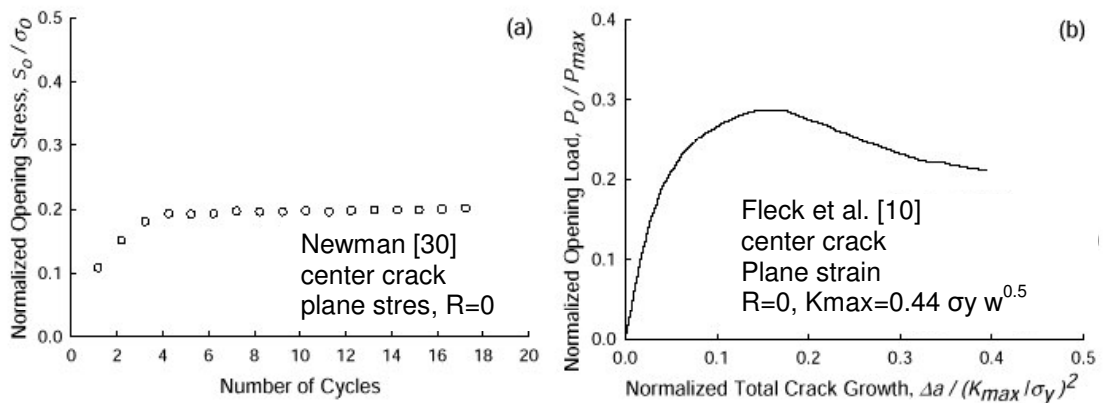 (a)
Normalized Opening Stress, So / σ0
0.5
0.4
0.3
0.2
0.1
0.0
Newman [30]
center crack
plane stres, R=0
0 2 4 6 8 10 12 14 16 18 20
Number of Cycles
(b)
Normalized Opening Load, Po / Pmax
0.4
0.3
0.2
0.1
0.0
Fleck et al. [10]
center crack
Plane strain
R=0, Kmax=0.44 σy w^0.5
0.0 0.1 0.2 0.3 0.4 0.5
Normalized Total Crack Growth, Δa / (Kmax/σy)^2